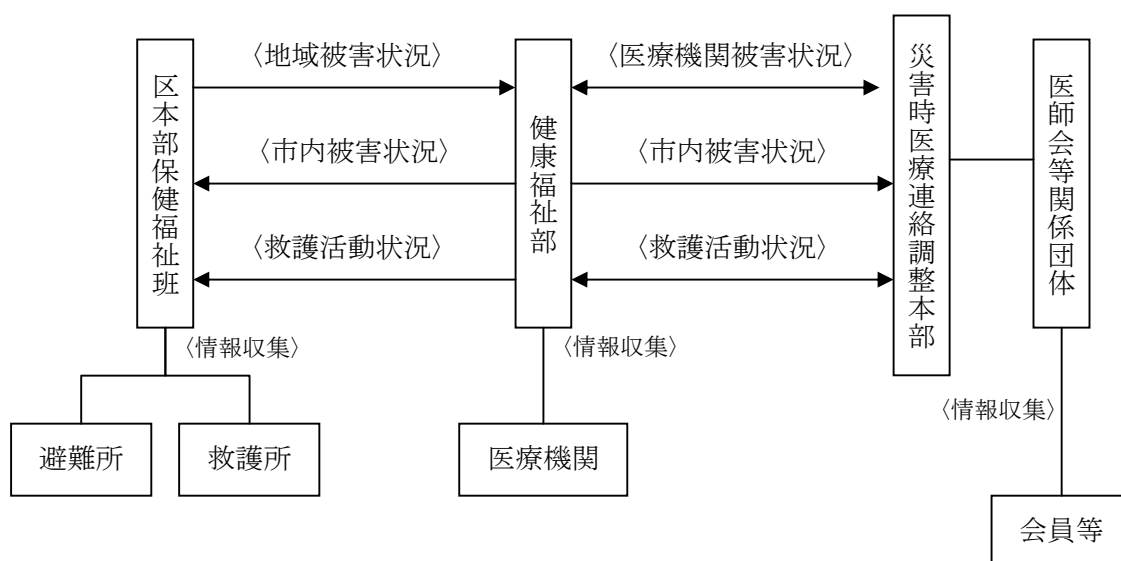 〈地域被害状況〉
〈医療機関被害状況〉
区本部保健福祉班
健康福祉部
災害時医療連絡調整本部
医師会等関係団体
〈市内被害状況〉
〈市内被害状況〉
〈救護活動状況〉
〈救護活動状況〉
〈情報収集〉
〈情報収集〉
〈情報収集〉
避難所
救護所
医療機関
会員等